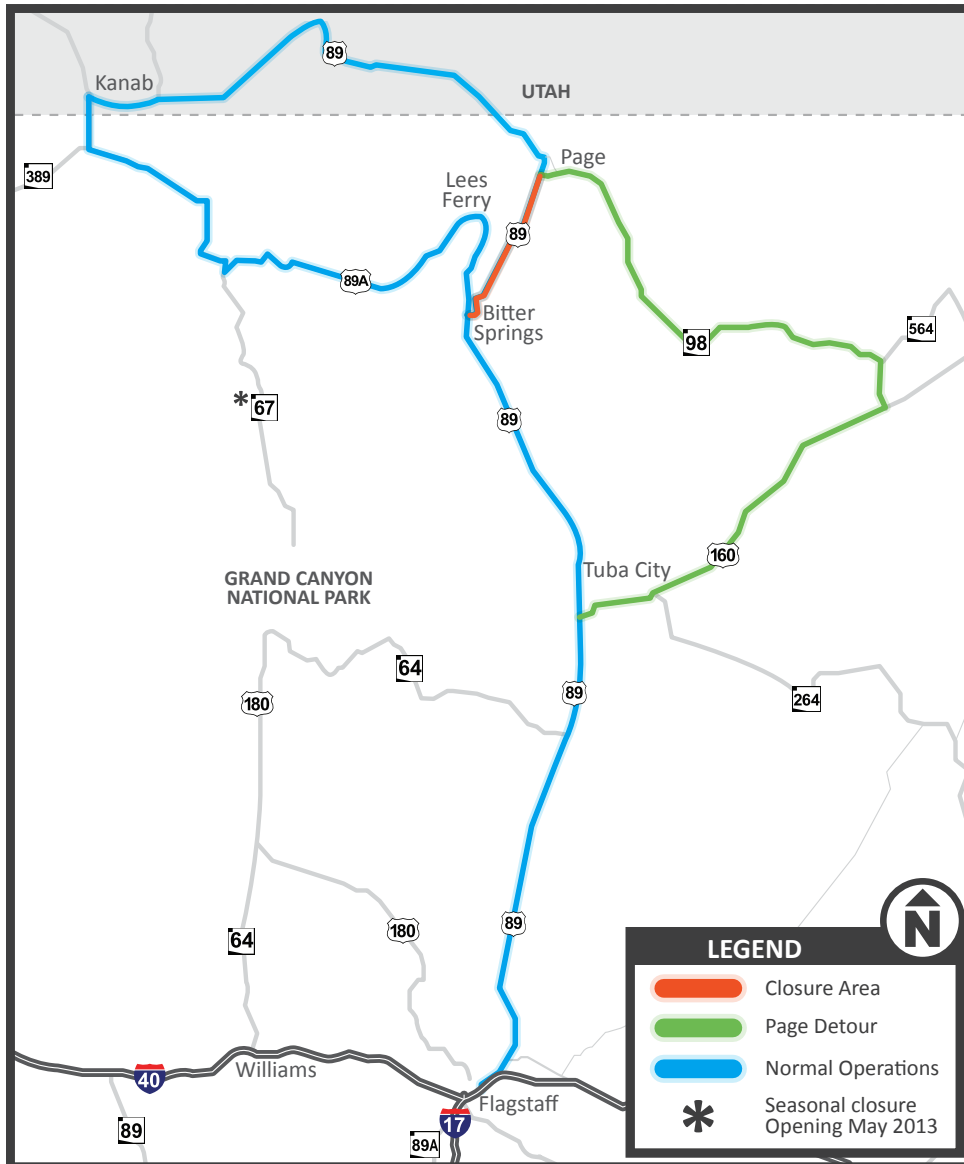 89
Kanab
UTAH
389
Page
Lees
Ferry
89
89A
Bitter
Springs
98
564
* 67
89
160
Tuba City
GRAND CANYON
NATIONAL PARK
64
180
89
264
89
180
64
N
LEGEND
Closure Area
Page Detour
Normal Operations
* Seasonal closure
Opening May 2013
Williams
40
Flagstaff
17
89
89A